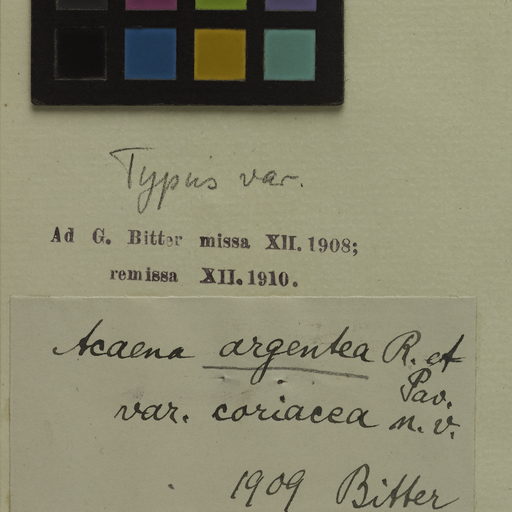 Typus var.
Ad G. Bitter missa XII. 1908;
remissa XII. 1910.
Acaena argentea R. et
Pav.
var. coriacea n. v.
1909 Bitter